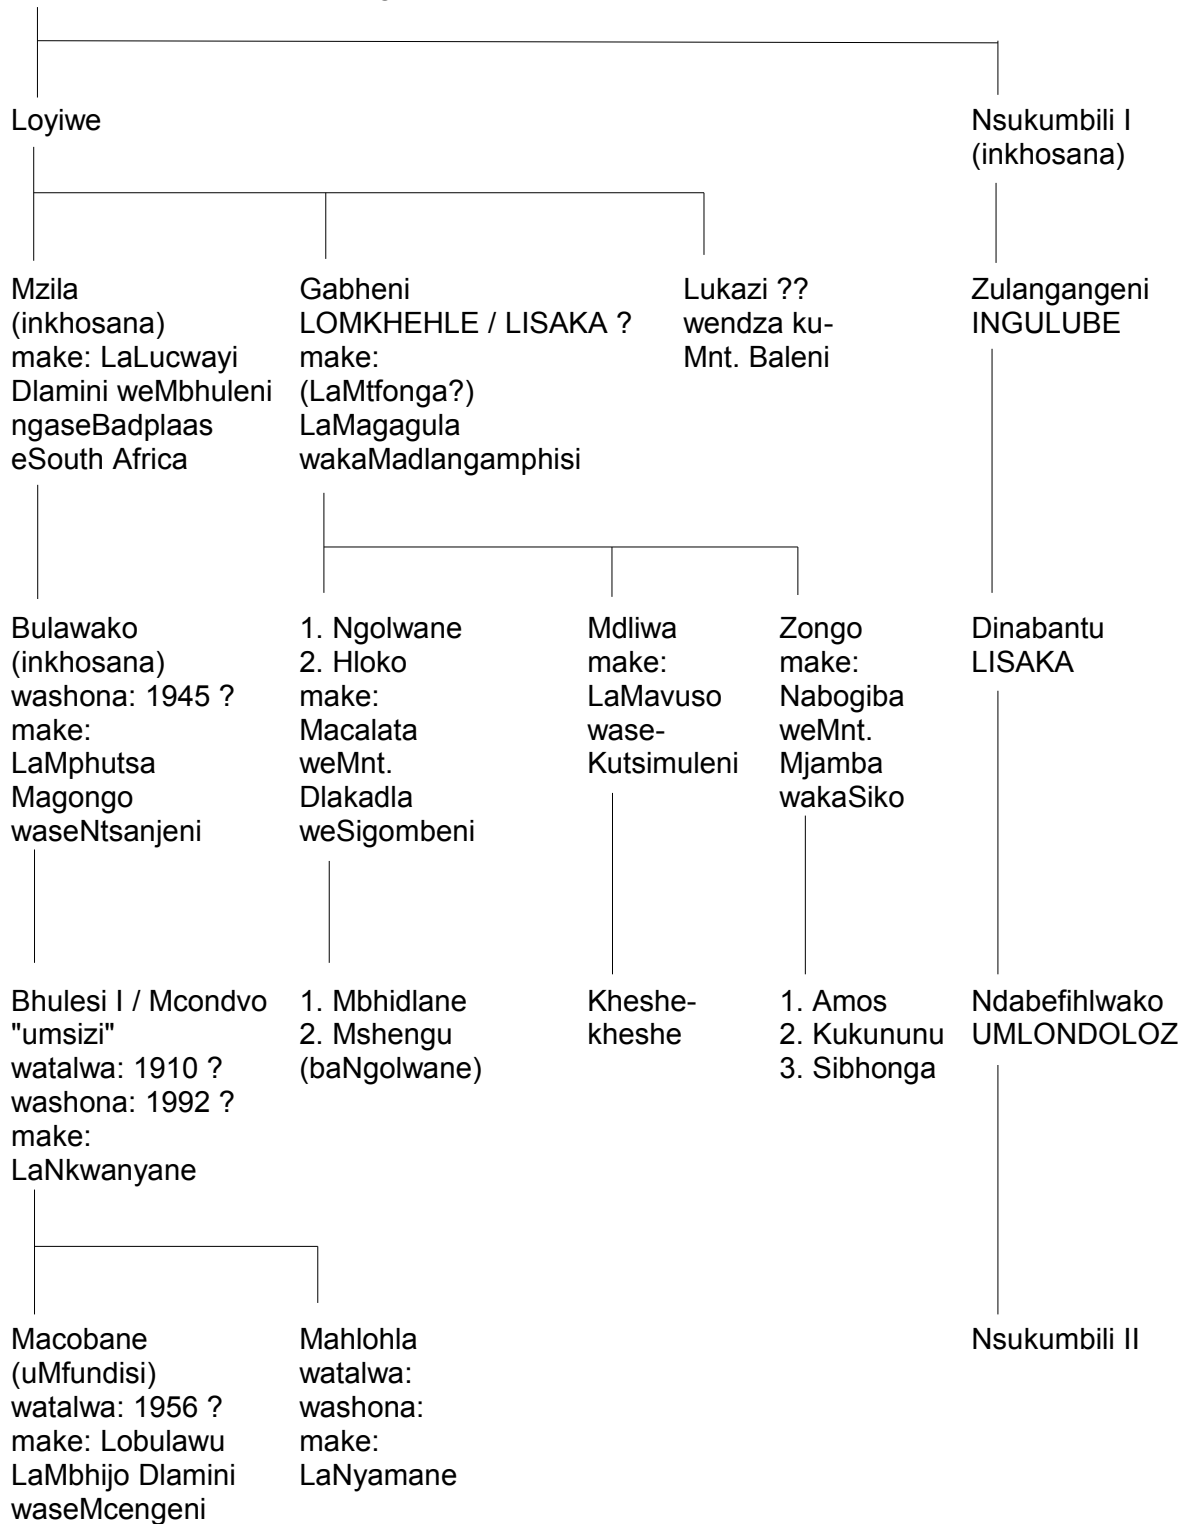 Loyiwe
Nsukumbili I
(inkhosana)
Mzila
(inkhosana)
make: LaLucwayi
Dlamini weMbhuleni
ngaseBadplaas
eSouth Africa
Gabheni
LOMKHEHLE / LISAKA ?
make:
(LaMtfonga?)
LaMagagula
wakaMadlangamphisi
Lukazi ??
wendza ku-
Mnt. Baleni
Zulangangeni
INGULUBE
Bulawako
(inkhosana)
washona: 1945 ?
make:
LaMphutsa
Magongo
waseNtsanjeni
1. Ngolwane
2. Hloko
make:
Macalata
weMnt.
Dlakadla
weSigombeni
Mdliwa
make:
LaMavuso
wase-
Kutsimuleni
Zongo
make:
Nabogiba
weMnt.
Mjamba
wakaSiko
Dinabantu
LISAKA
Bhulesi I / Mcondvo
"umsizi"
watalwa: 1910 ?
washona: 1992 ?
make:
LaNkwanyane
1. Mbhidlane
2. Mshengu
(baNgolwane)
Kheshe-
kheshe
1. Amos
2. Kukununu
3. Sibhonga
Ndabefihlwako
UMLONDOLOZ
Macobane
(uMfundisi)
watalwa: 1956 ?
make: Lobulawu
LaMbhijo Dlamini
waseMcengeni
Mahlohla
watalwa:
washona:
make:
LaNyamane
Nsukumbili II